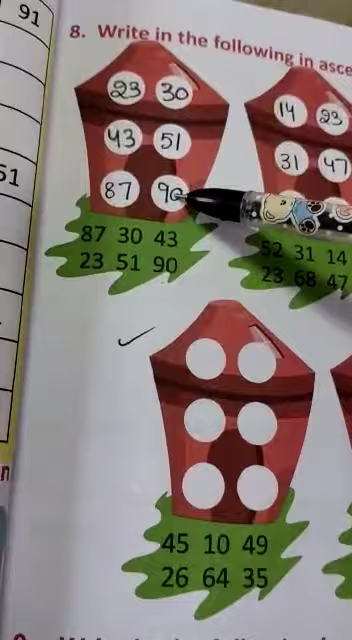 91
8. Write in the following in asce
23 30
43 51
87 90
87 30 43
23 51 90
14 23
31 47
52 31 14
23 68 47
51
45 10 49
26 64 35